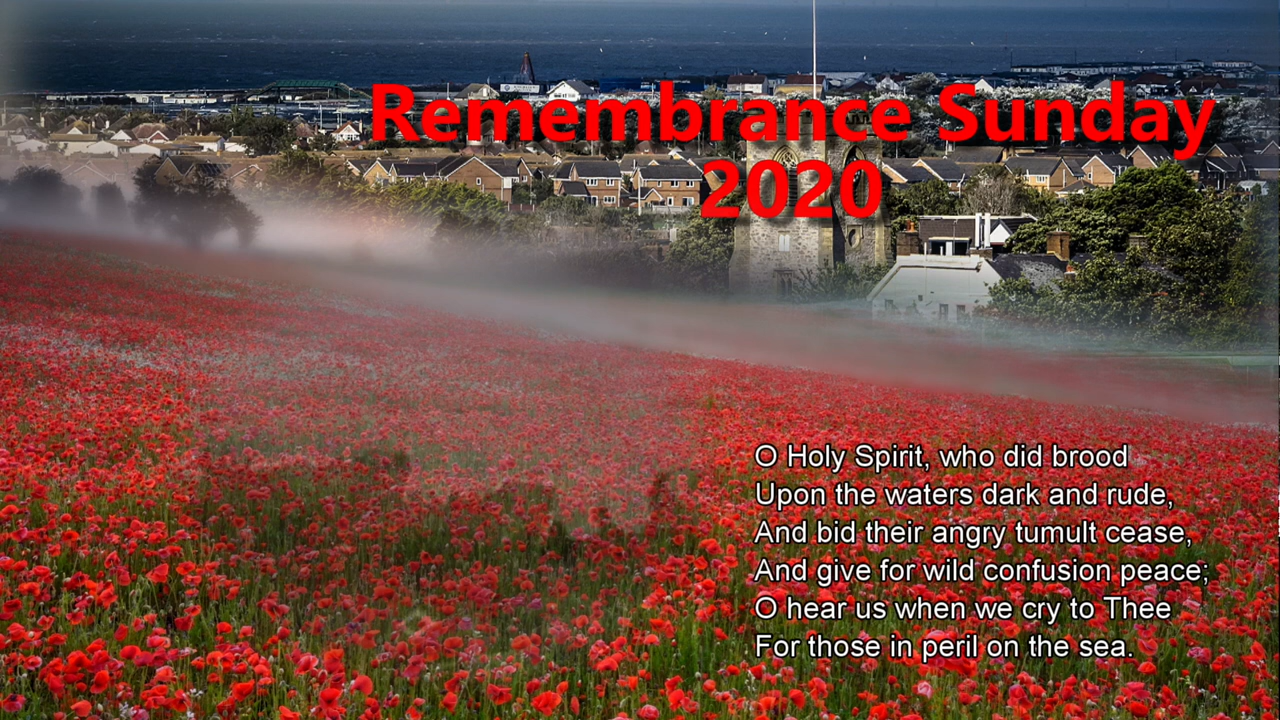 Remembrance Sunday
2020
O Holy Spirit, who did brood
Upon the waters dark and rude,
And bid their angry tumult cease,
And give for wild confusion peace;
O hear us when we cry to Thee
For those in peril on the sea.